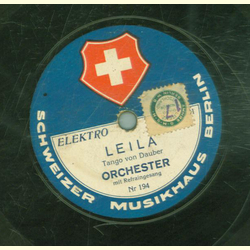 ELEKTRO
LEILA
Tango von Dauber
ORCHESTER
mit Refraingesang
Nr 194
SCHWEIZER MUSIKHAUS BERLIN